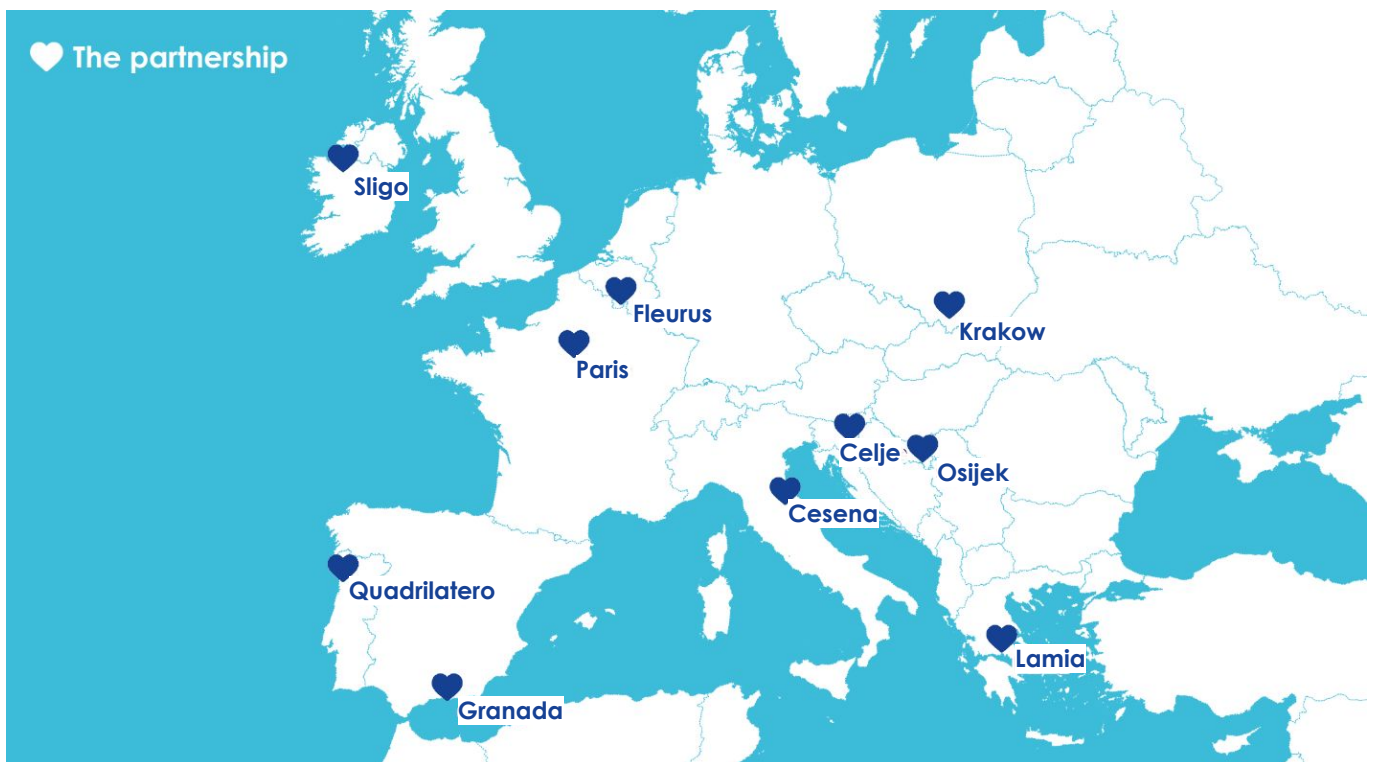 The partnership
Sligo
Fleurus
Krakow
Paris
Celje
Osijek
Cesena
Quadrilatero
Lamia
Granada